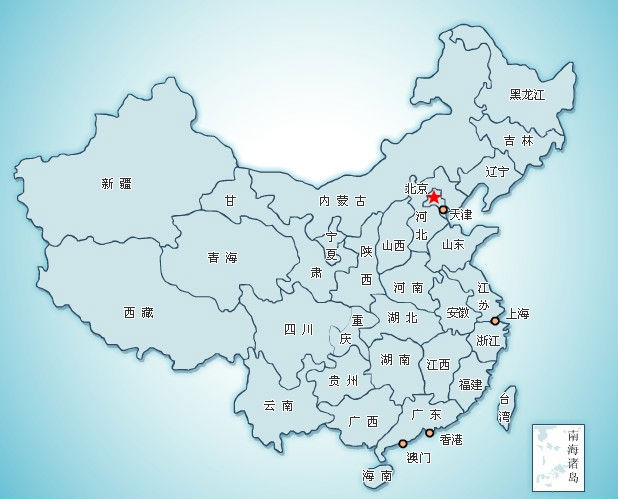 黑龙江
吉林
辽宁
新疆
甘
内蒙古
北京
天津
河
北
宁
夏
陕
西
山西
山东
青海
肃
西藏
河南
江
苏
安徽
上海
四川
重
庆
湖北
浙江
湖南
江西
贵州
福建
云南
广西
广东
台
湾
香港
澳门
海南
南
海
诸
岛